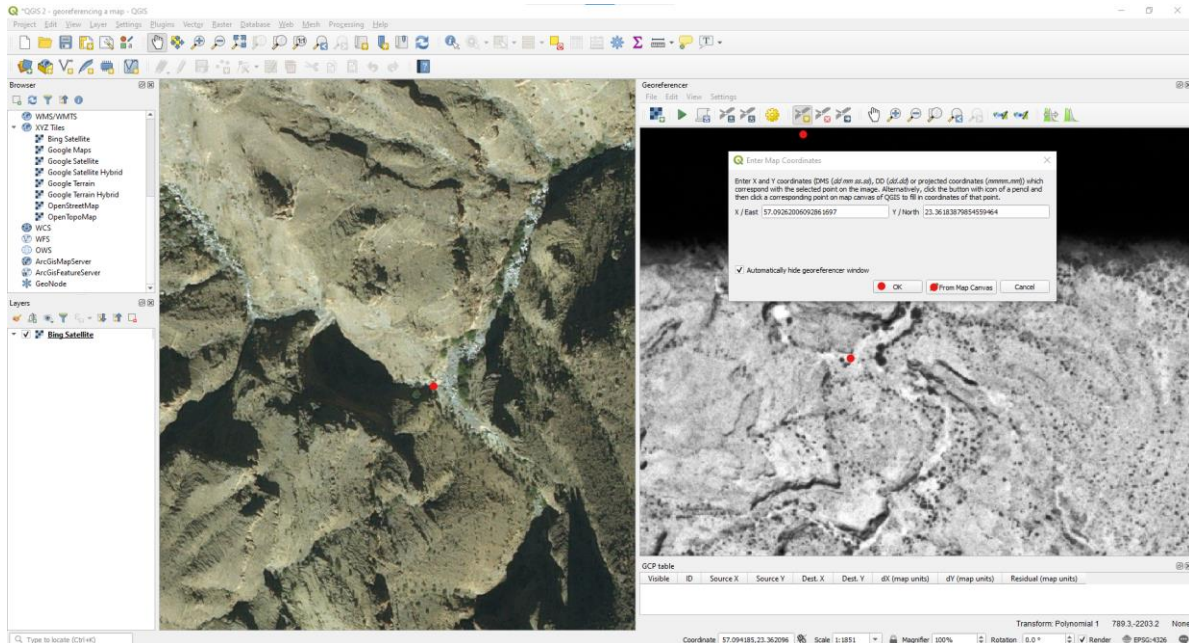 *QGIS 2 - georeferencing a map - QGIS
Project Edit View Layer Settings Plugins Vector Raster Database Web Mesh Processing Help
Browser
WMS/WMTS
XYZ Tiles
Bing Satellite
Google Maps
Google Satellite
Google Satellite Hybrid
Google Terrain
Google Terrain Hybrid
OpenStreetMap
OpenTopoMap
WCS
WFS
OWS
ArcGisMapServer
ArcGisFeatureServer
GeoNode
Layers
Bing Satellite
Georeferencer
File Edit View Settings
Enter Map Coordinates
Enter X and Y coordinates (DMS (dd mm ss.ss), DD (dd.dd) or projected coordinates (mmmm.mm)) which
correspond with the selected point on the image. Alternatively, click the button with icon of a pencil and
then click a corresponding point on map canvas of QGIS to fill in coordinates of that point.
X / East 57.09262006092861697 Y / North 23.36183879854559464
Automatically hide georeferencer window
OK From Map Canvas Cancel
GCP table
Visible ID Source X Source Y Dest. X Dest. Y dX (map units) dY (map units) Residual (map units)
Transform: Polynomial 1 789.3,-2203.2 None
Type to locate (Ctrl+K) Coordinate 57.094185,23.362096 Scale 1:1851 Magnifier 100% Rotation 0.0 ° Render EPSG:4326